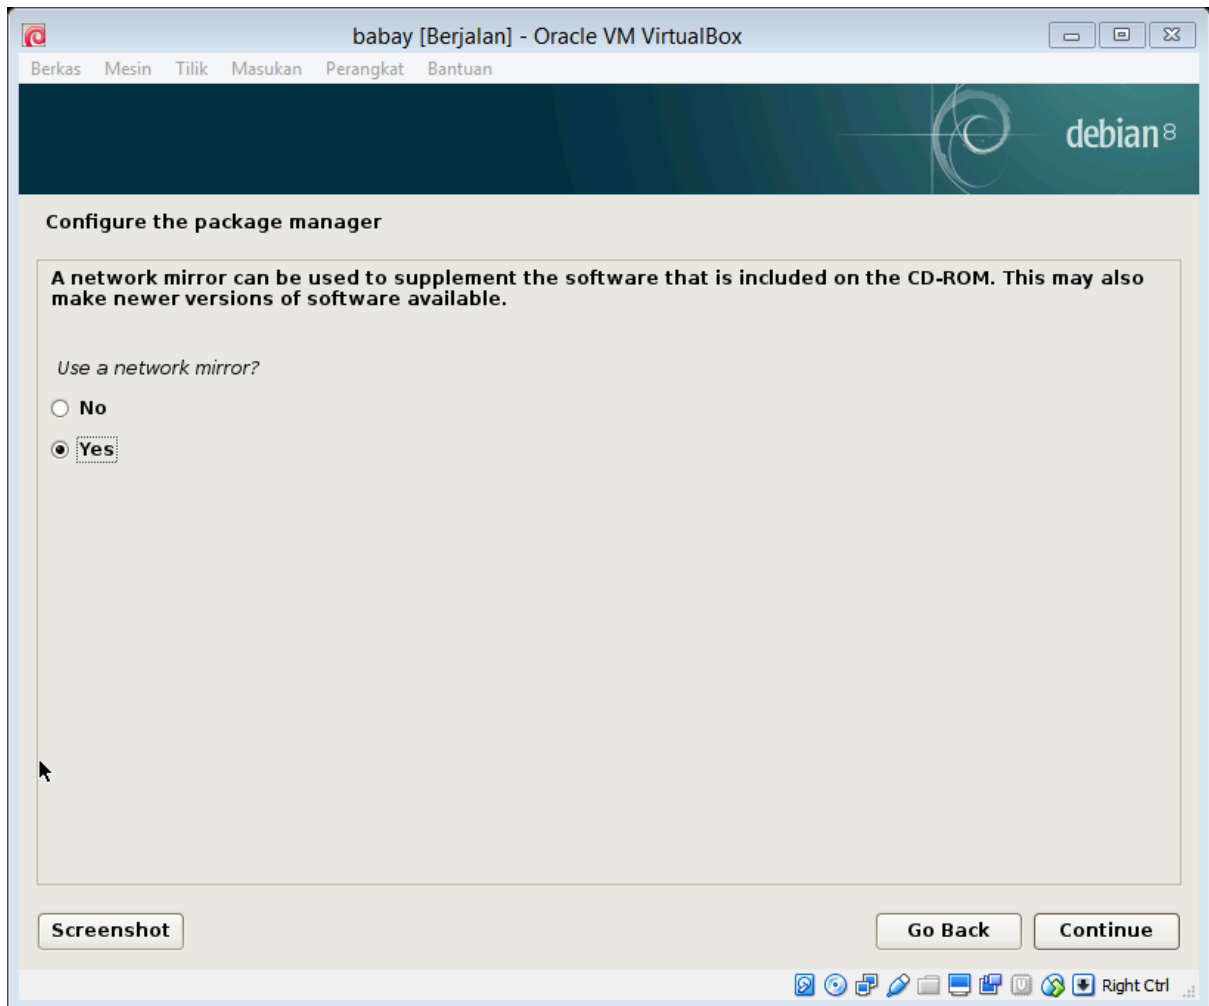 babay [Berjalan] - Oracle VM VirtualBox
Berkas Mesin Tilik Masukan Perangkat Bantuan
debian 8
Configure the package manager
A network mirror can be used to supplement the software that is included on the CD-ROM. This may also
make newer versions of software available.
Use a network mirror?
No
Yes
Screenshot Go Back Continue
Right Ctrl